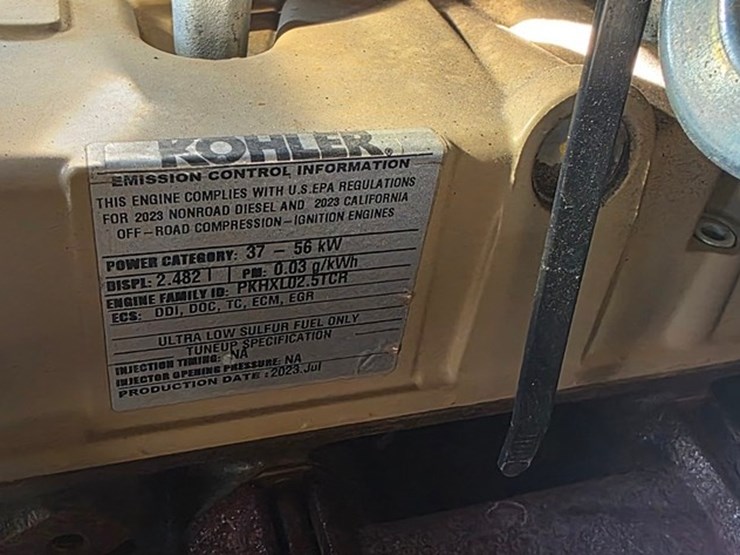 KOHLER®
EMISSION CONTROL INFORMATION
THIS ENGINE COMPLIES WITH U.S.EPA REGULATIONS
FOR 2023 NONROAD DIESEL AND 2023 CALIFORNIA
OFF-ROAD COMPRESSION-IGNITION ENGINES
POWER CATEGORY: 37 - 56 kW
DISPL: 2.482 l PM: 0.03 g/kWh
ENGINE FAMILY ID: PKHXL02.5TCR
ECS: DDI, DOC, TC, ECM, EGR
ULTRA LOW SULFUR FUEL ONLY
TUNEUP SPECIFICATION
INJECTION TIMING: NA
INJECTOR OPENING PRESSURE: NA
PRODUCTION DATE: 2023.Jul